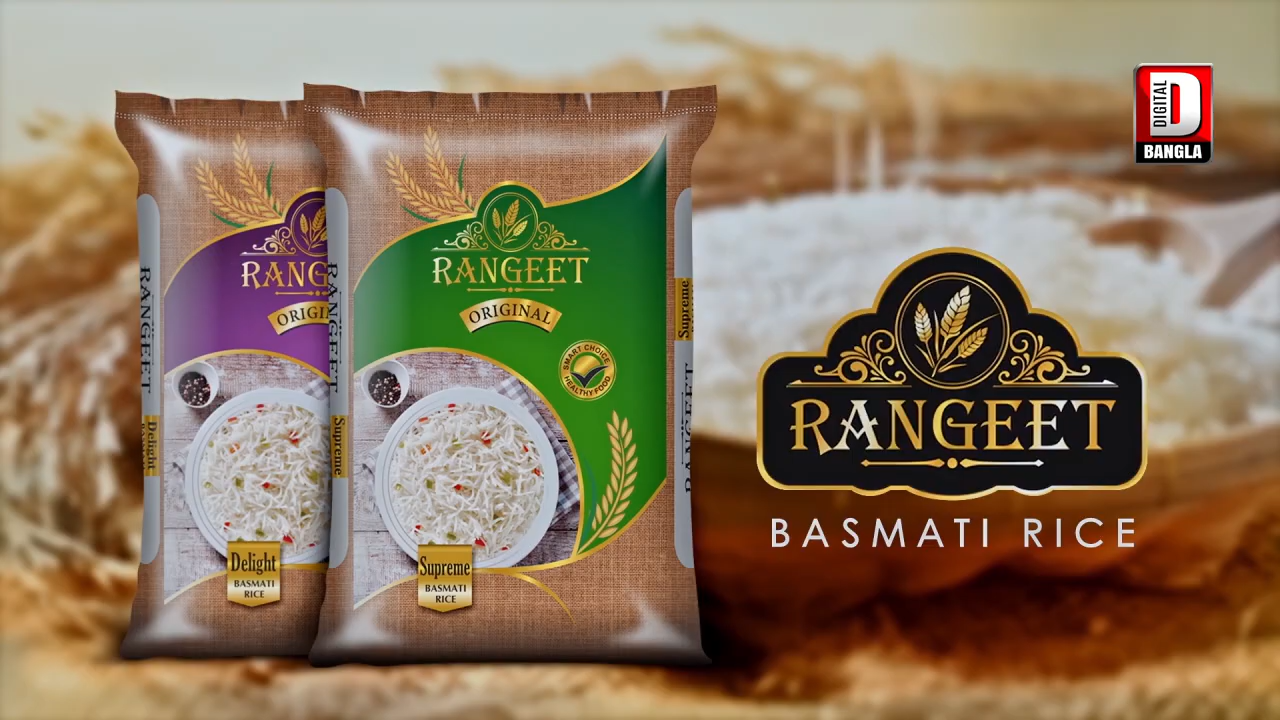 DIGITAL
D
BANGLA
RANGEET
ORIGINAL
SMART CHOICE
HEALTHY FOOD
RANGEET
Supreme
Supreme
RANGEET
Supreme
BASMATI
RICE
RANG
ORIGIN
RANGEET
Delight
Delight
BASMATI
RICE
RANGEET
BASMATI RICE